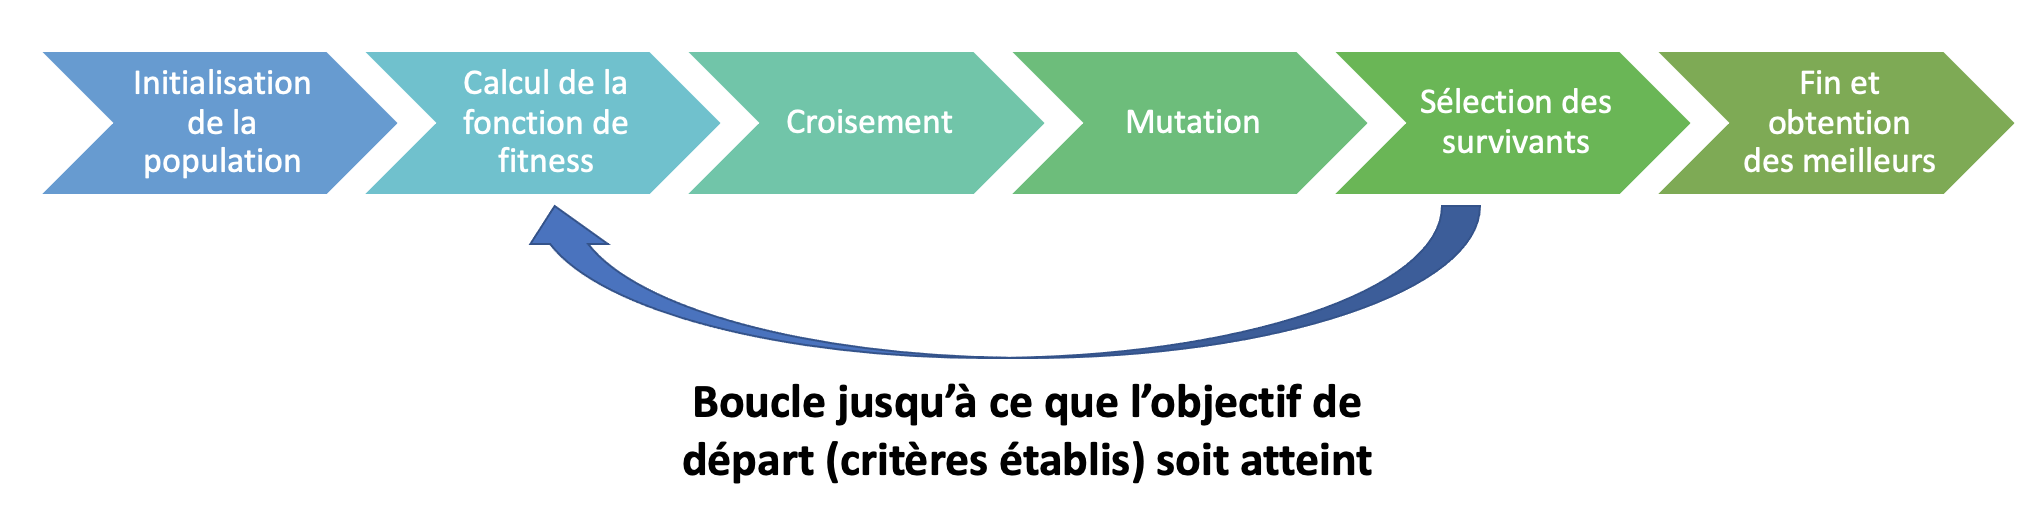 Initialisation
de la
population
Calcul de la
fonction de
fitness
Croisement
Mutation
Sélection des
survivants
Fin et
obtention
des meilleurs
Boucle jusqu’à ce que l’objectif de
départ (critères établis) soit atteint